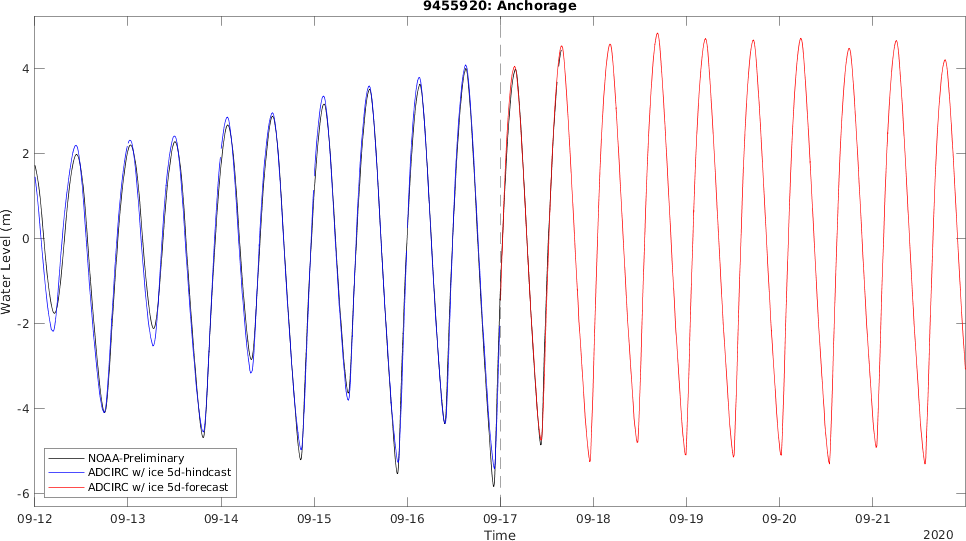 9455920: Anchorage
Water Level (m)
4
2
0
-2
-4
-6
NOAA-Preliminary
ADCIRC w/ ice 5d-hindcast
ADCIRC w/ ice 5d-forecast
09-12 09-13 09-14 09-15 09-16 09-17 09-18 09-19 09-20 09-21
Time
2020